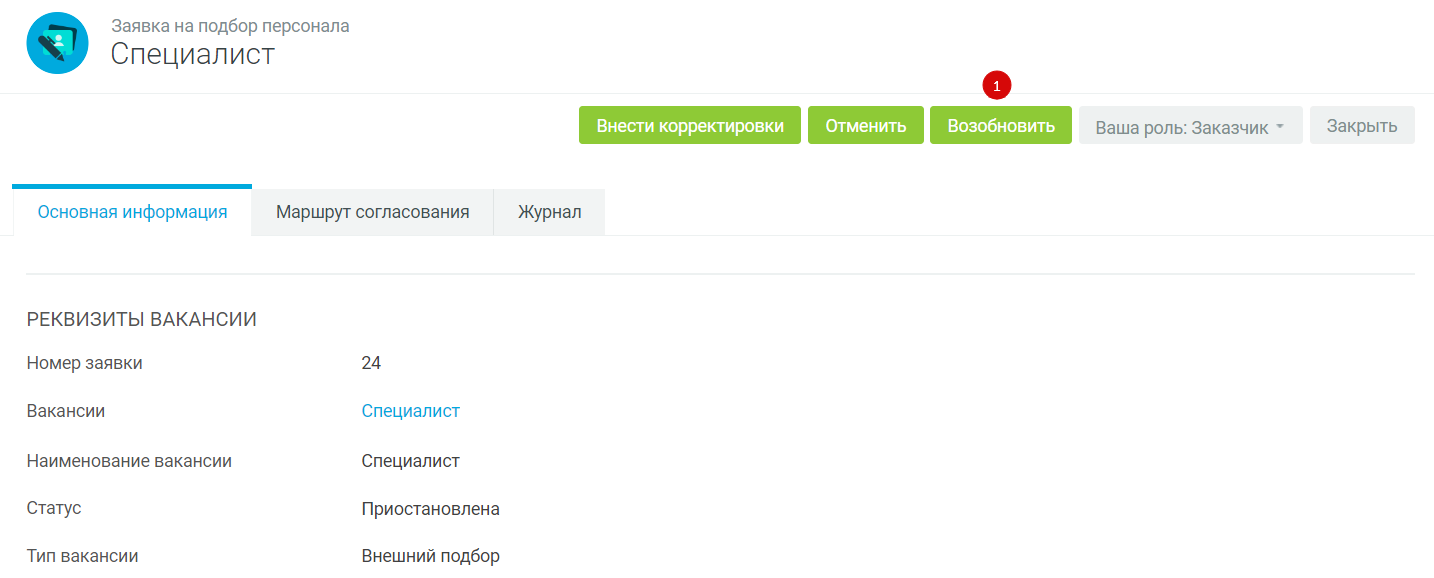 Заявка на подбор персонала
Специалист
1
Внести корректировки Отменить Возобновить Ваша роль: Заказчик Закрыть
Основная информация Маршрут согласования Журнал
РЕКВИЗИТЫ ВАКАНСИИ
Номер заявки 24
Вакансии Специалист
Наименование вакансии Специалист
Статус Приостановлена
Тип вакансии Внешний подбор